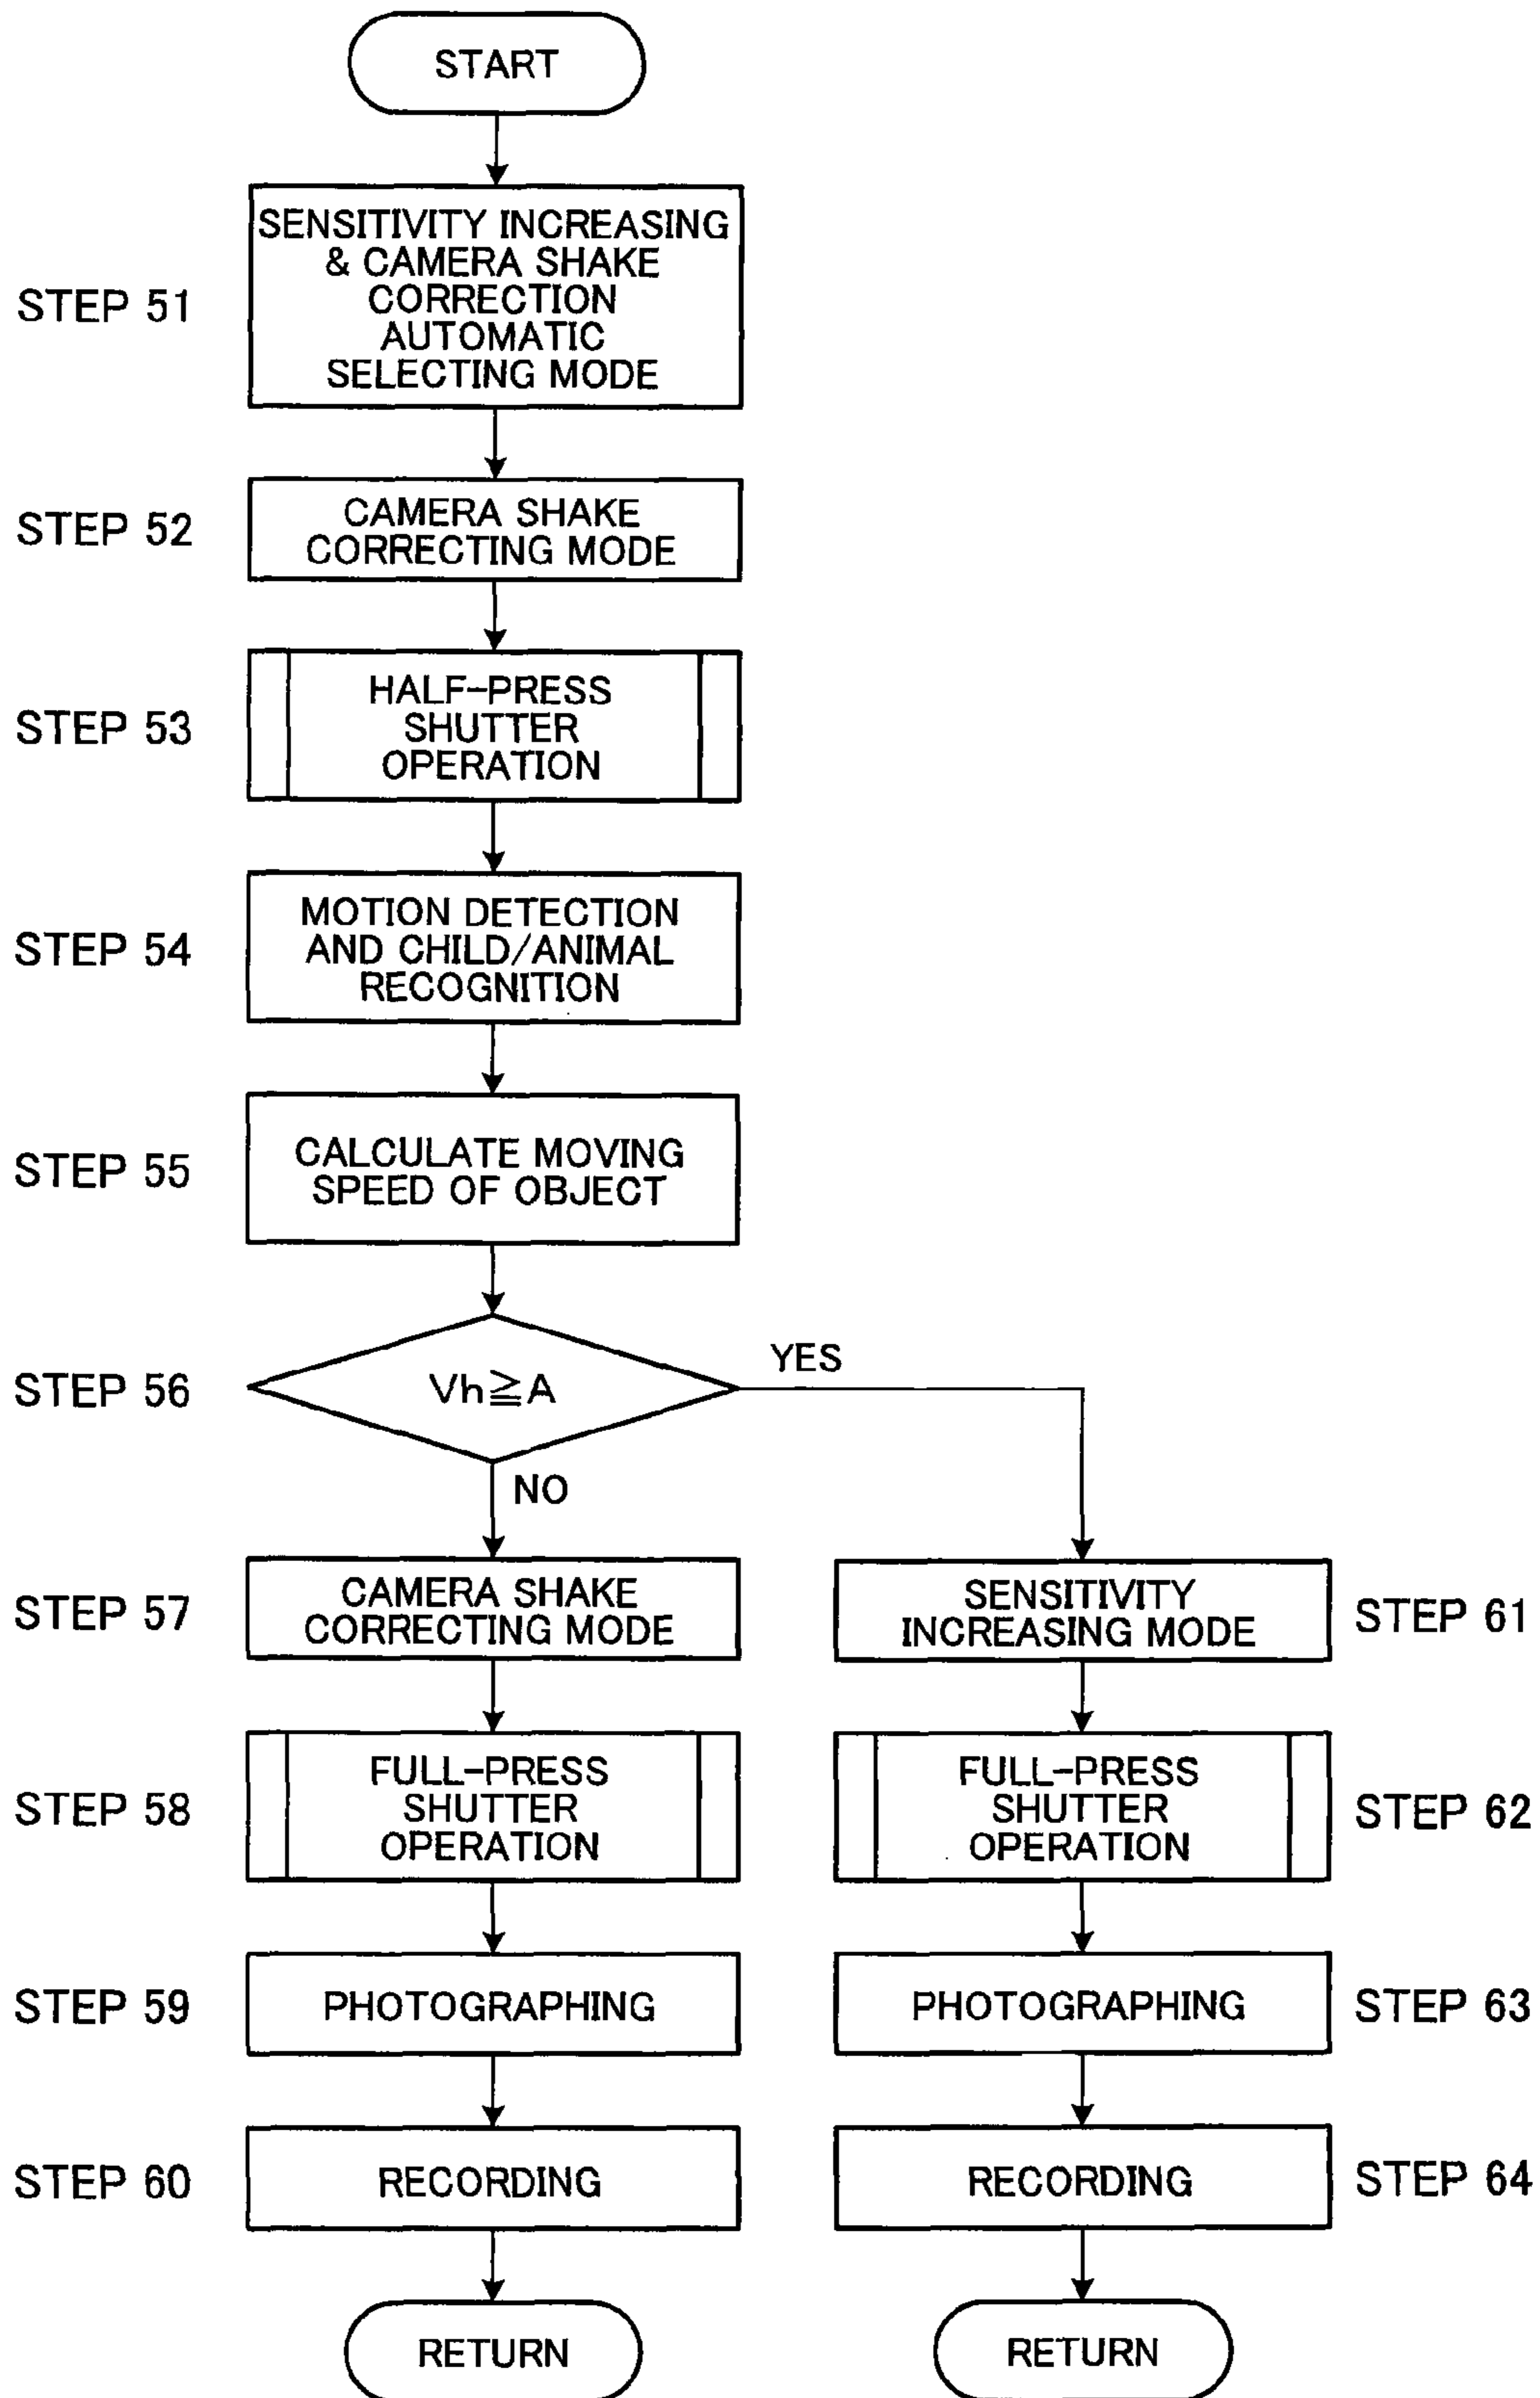 START
STEP 51
SENSITIVITY INCREASING
& CAMERA SHAKE
CORRECTION
AUTOMATIC
SELECTING MODE
STEP 52
CAMERA SHAKE
CORRECTING MODE
STEP 53
HALF-PRESS
SHUTTER
OPERATION
STEP 54
MOTION DETECTION
AND CHILD/ANIMAL
RECOGNITION
STEP 55
CALCULATE MOVING
SPEED OF OBJECT
STEP 56
Vh≧A
YES
NO
STEP 57
CAMERA SHAKE
CORRECTING MODE
SENSITIVITY
INCREASING MODE
STEP 61
STEP 58
FULL-PRESS
SHUTTER
OPERATION
FULL-PRESS
SHUTTER
OPERATION
STEP 62
STEP 59
PHOTOGRAPHING
PHOTOGRAPHING
STEP 63
STEP 60
RECORDING
RECORDING
STEP 64
RETURN
RETURN